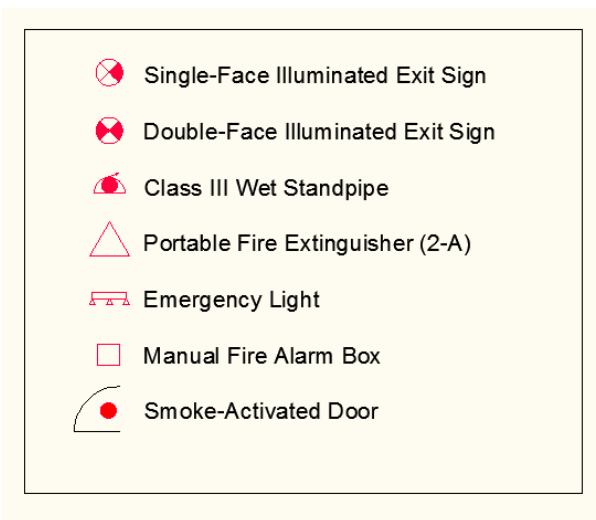 Single-Face Illuminated Exit Sign
Double-Face Illuminated Exit Sign
Class III Wet Standpipe
Portable Fire Extinguisher (2-A)
Emergency Light
Manual Fire Alarm Box
Smoke-Activated Door